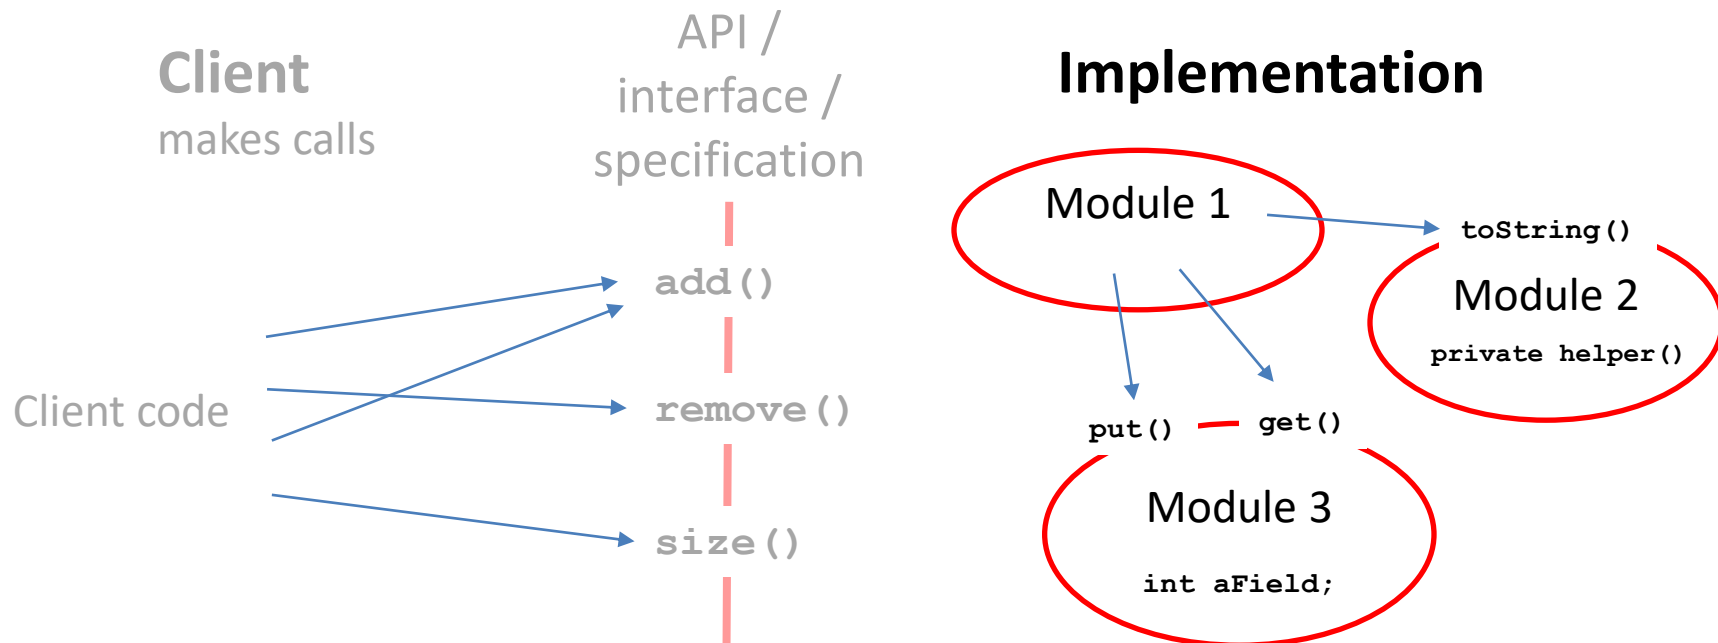 Client
makes calls
API /
interface /
specification
Implementation
Client code
add()
remove()
size()
Module 1
toString()
Module 2
private helper()
put()
get()
Module 3
int aField;